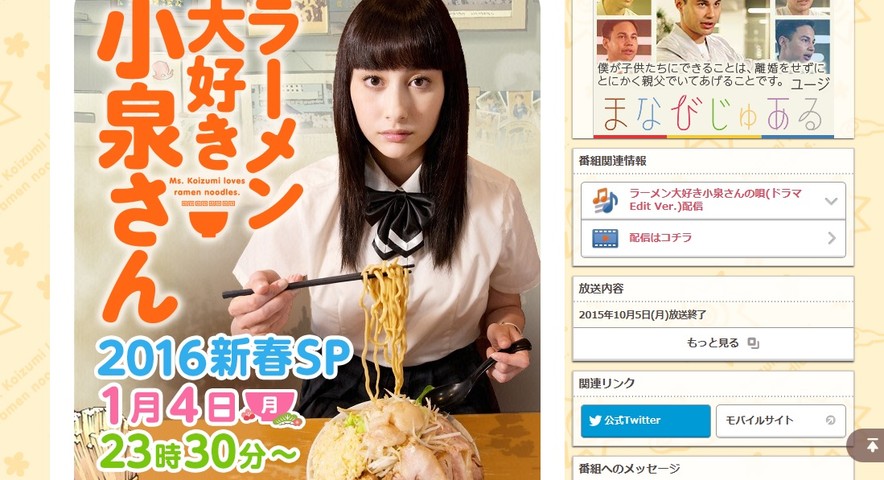 ラーメン
大好き
小泉さん
Ms. Koizumi loves
ramen noodles.
2016新春SP
1月4日 月
23時30分～
僕が子供たちにできることは、離婚をせずに
とにかく親父でいてあげることです。 ユージ
まなびじゅある
番組関連情報
ラーメン大好き小泉さんの唄(ドラマ
Edit Ver.)配信
配信はコチラ
放送内容
2015年10月5日(月)放送終了
もっと見る
関連リンク
公式Twitter
モバイルサイト
番組へのメッセージ